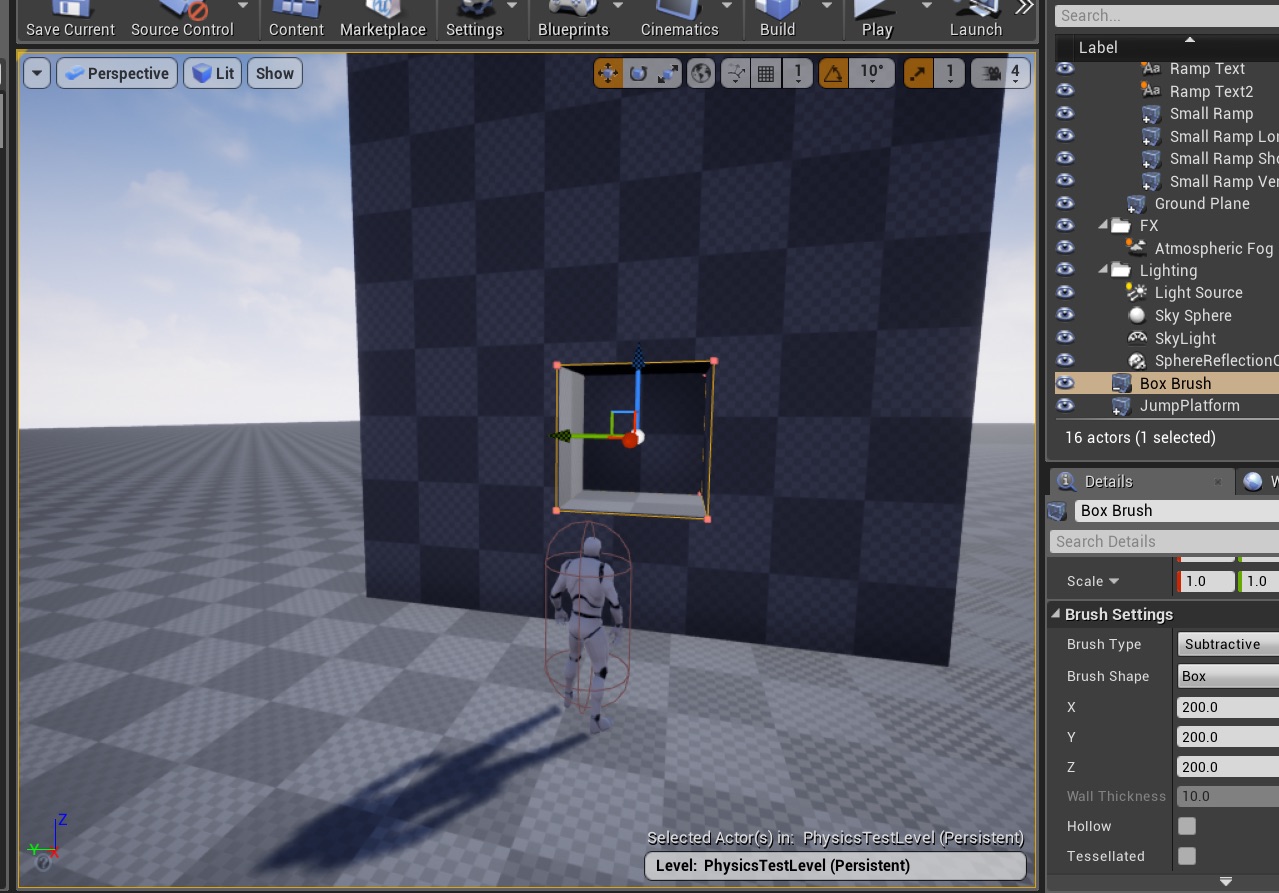 Save Current Source Control Content Marketplace Settings Blueprints Cinematics Build Play Launch
Perspective Lit Show 1 10° 1 4
Search...
Label
Ramp Text
Ramp Text2
Small Ramp
Small Ramp Lo
Small Ramp Sho
Small Ramp Ver
Ground Plane
FX
Atmospheric Fog
Lighting
Light Source
Sky Sphere
SkyLight
SphereReflectionC
Box Brush
JumpPlatform
16 actors (1 selected)
Details W
Box Brush
Search Details
Scale 1.0 1.0
Brush Settings
Brush Type Subtractive
Brush Shape Box
X 200.0
Y 200.0
Z 200.0
Wall Thickness 10.0
Hollow
Tessellated
Z
Y X
Selected Actor(s) in: PhysicsTestLevel (Persistent)
Level: PhysicsTestLevel (Persistent)